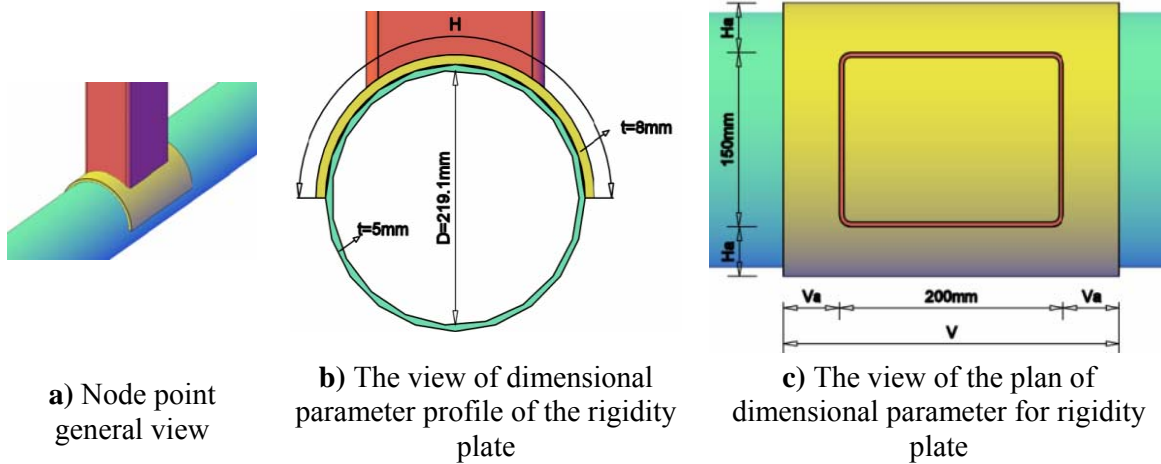 H
t=8mm
D=219.1mm
t=5mm
Ha
150mm
Ha
Va
200mm
Va
V
a) Node point
general view
b) The view of dimensional
parameter profile of the rigidity
plate
c) The view of the plan of
dimensional parameter for rigidity
plate